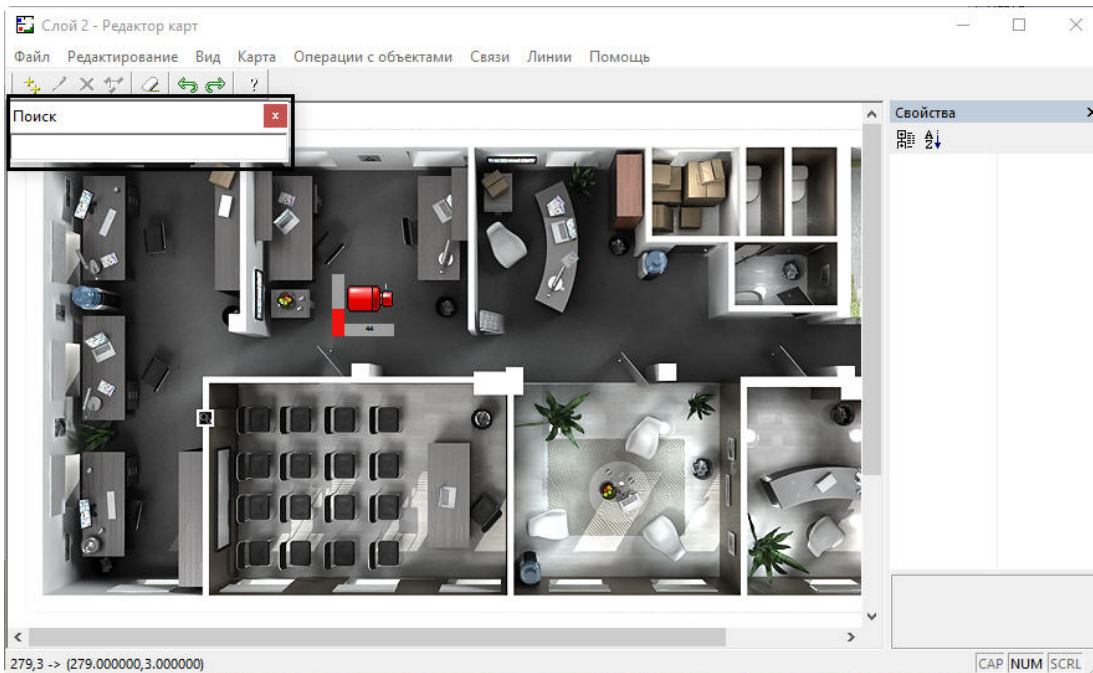 Слой 2 - Редактор карт
Файл Редактирование Вид Карта Операции с объектами Связи Линии Помощь
?
Поиск
x
Свойства
44
279,3 -> (279.000000,3.000000)
CAP NUM SCRL